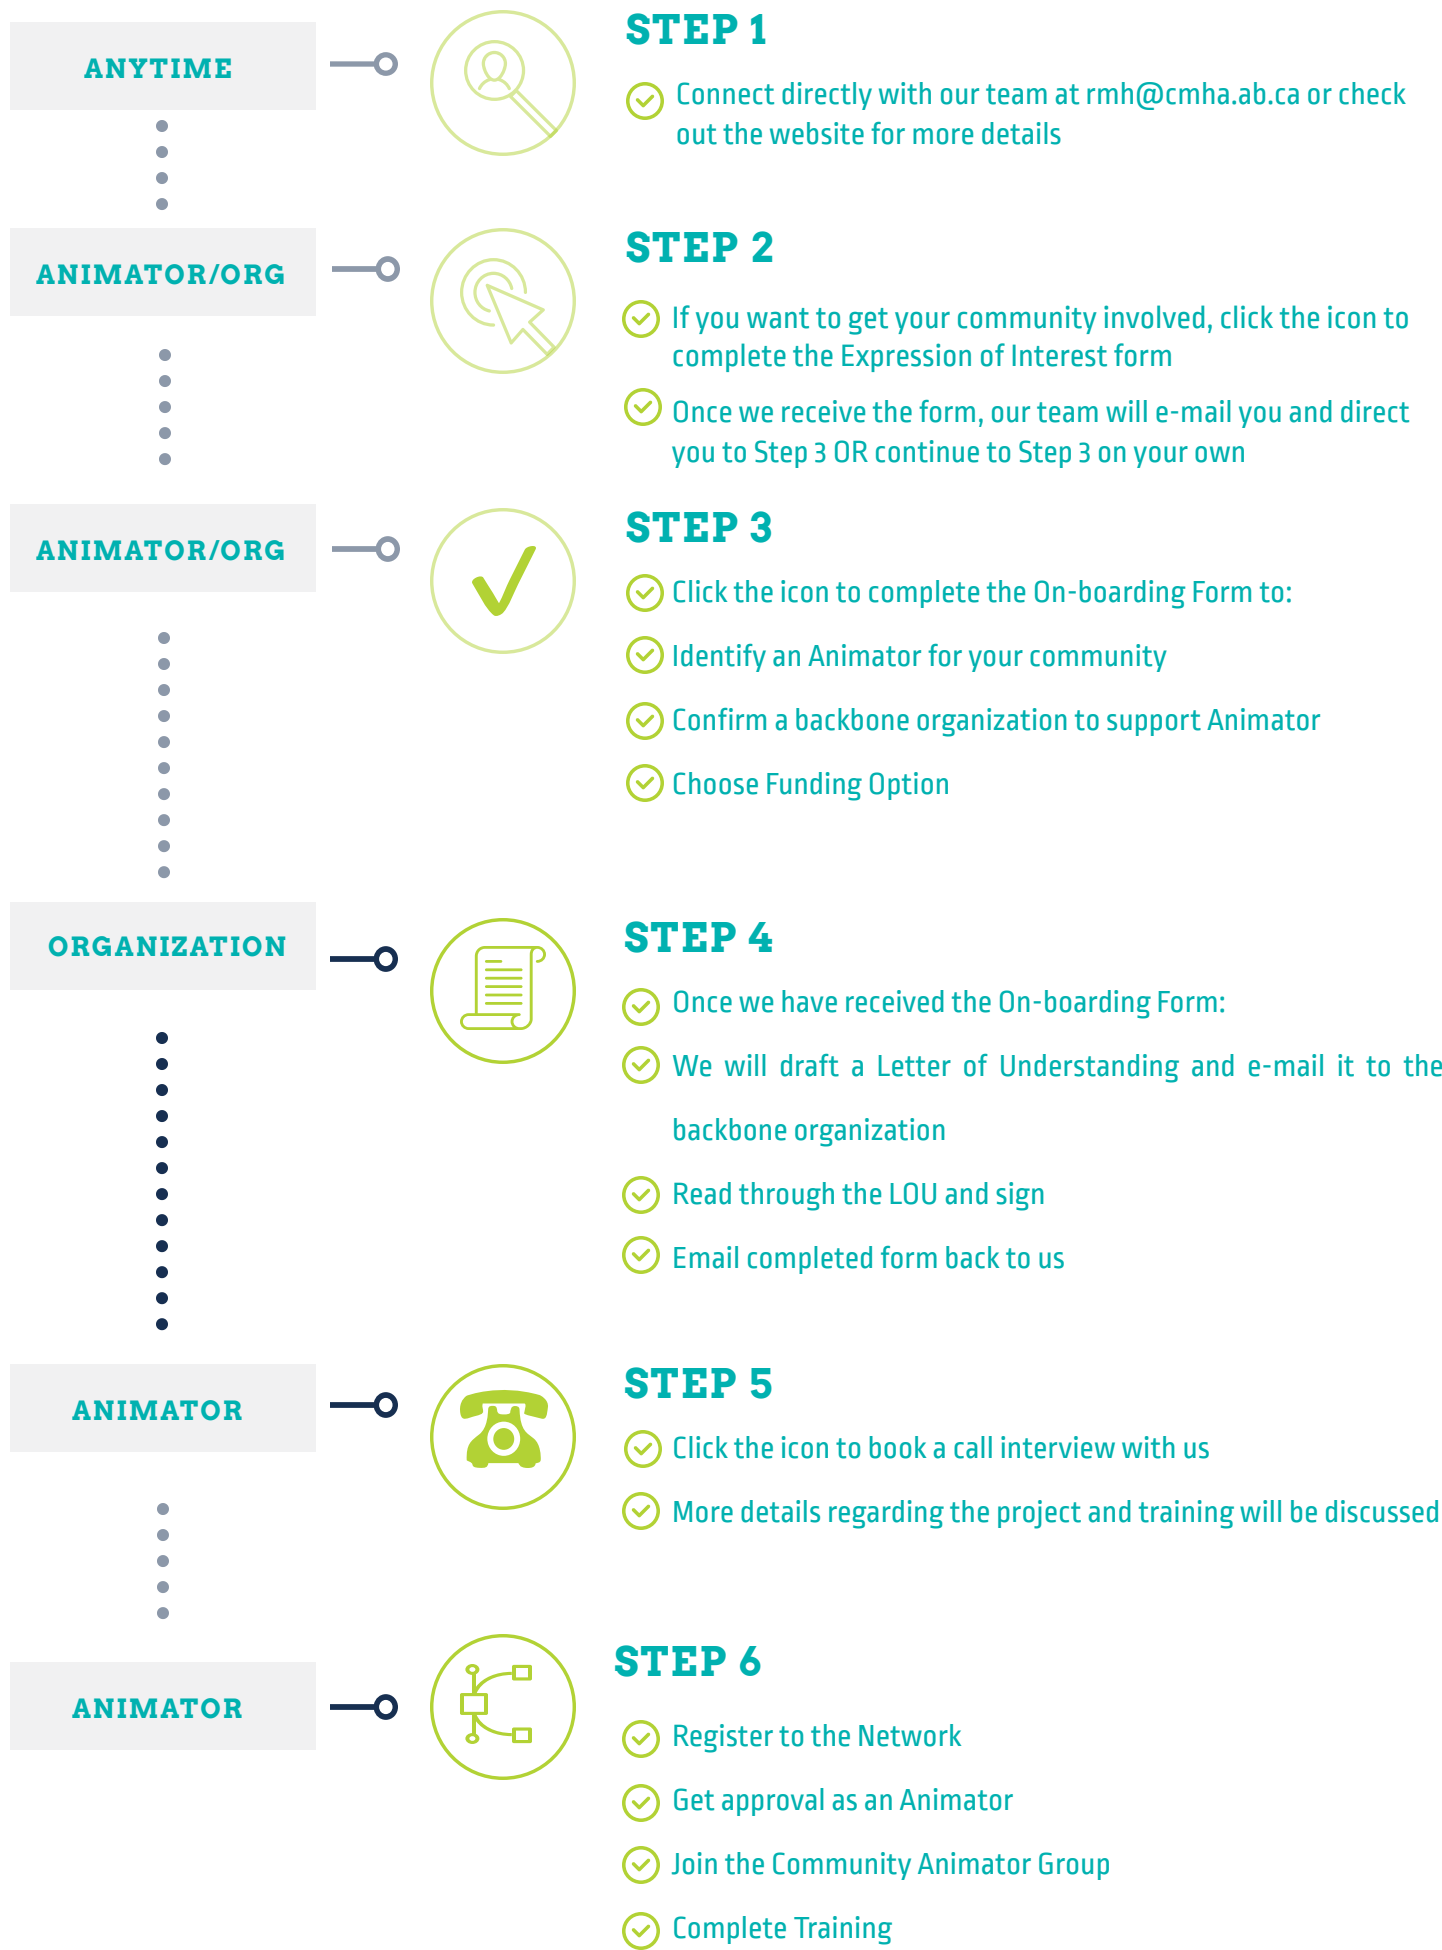 ANYTIME
STEP 1
Connect directly with our team at rmh@cmha.ab.ca or check
out the website for more details
ANIMATOR/ORG
STEP 2
If you want to get your community involved, click the icon to
complete the Expression of Interest form
Once we receive the form, our team will e-mail you and direct
you to Step 3 OR continue to Step 3 on your own
ANIMATOR/ORG
STEP 3
Click the icon to complete the On-boarding Form to:
Identify an Animator for your community
Confirm a backbone organization to support Animator
Choose Funding Option
ORGANIZATION
STEP 4
Once we have received the On-boarding Form:
We will draft a Letter of Understanding and e-mail it to the
backbone organization
Read through the LOU and sign
Email completed form back to us
ANIMATOR
STEP 5
Click the icon to book a call interview with us
More details regarding the project and training will be discussed
ANIMATOR
STEP 6
Register to the Network
Get approval as an Animator
Join the Community Animator Group
Complete Training